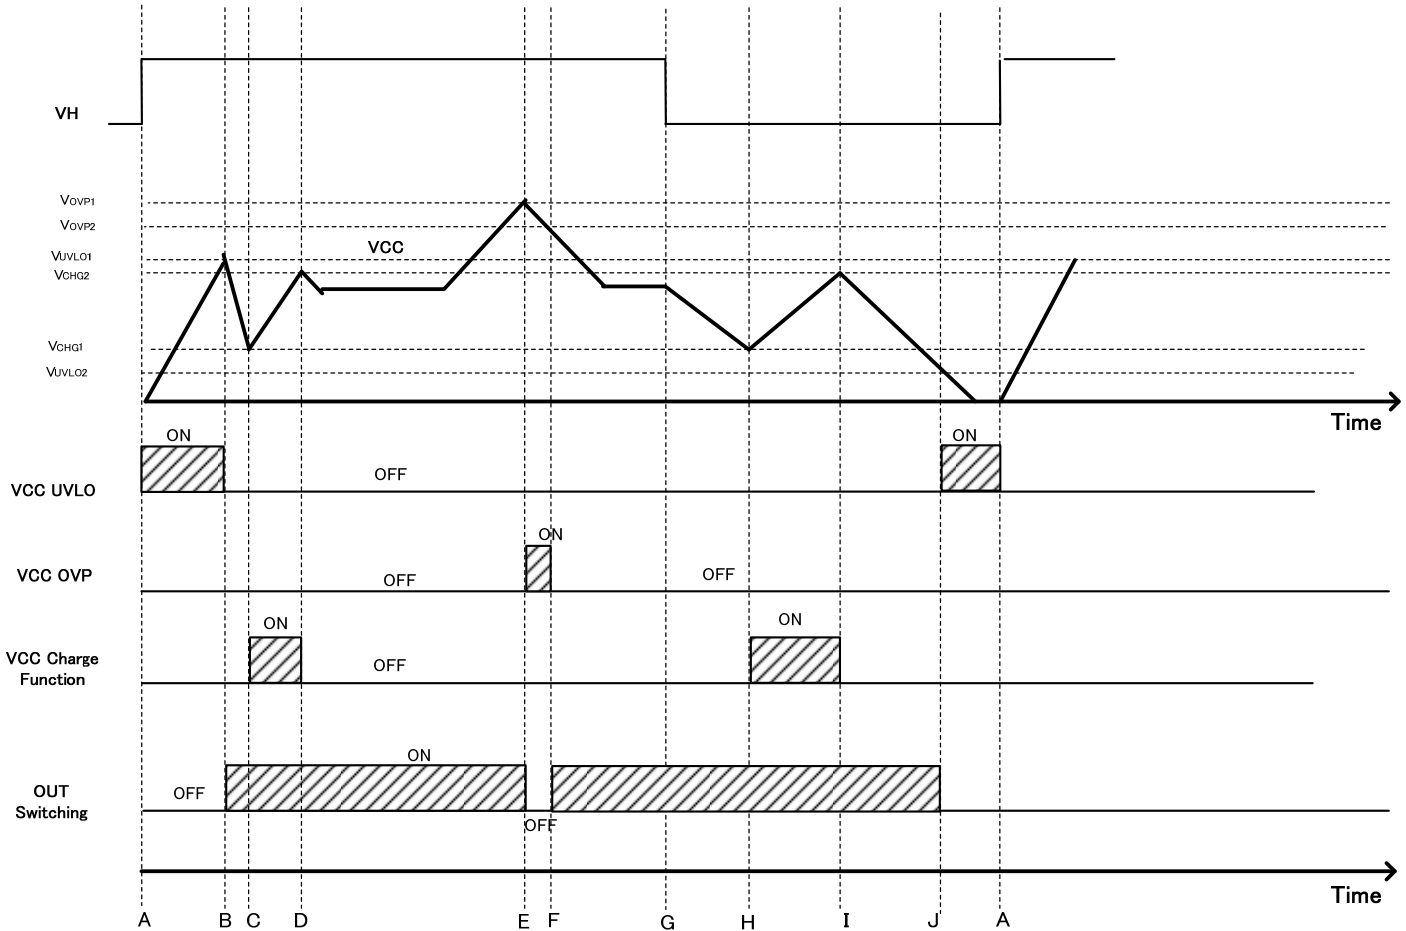 VH
VOVP1
VOVP2
VCC
VUVLO1
VCHG2
VCHG1
VUVLO2
Time
ON
ON
OFF
VCC UVLO
ON
VCC OVP
OFF
OFF
ON
ON
VCC Charge
Function
OFF
ON
OUT
Switching
OFF
OFF
Time
A B C D E F G H I J A